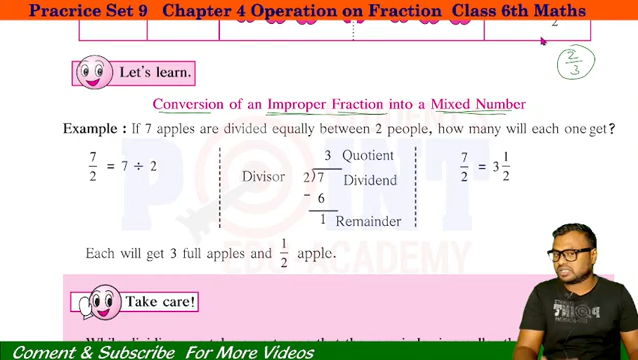 Pracrice Set 9   Chapter 4 Operation on Fraction  Class 6th Maths
2
2
3
Let's learn.
Conversion of an Improper Fraction into a Mixed Number
Example : If 7 apples are divided equally between 2 people, how many will each one get?
7/2 = 7 ÷ 2
3 Quotient
Divisor 2)7 Dividend
- 6
1 Remainder
7/2 = 3 1/2
Each will get 3 full apples and 1/2 apple.
Take care!
POINT
EDU ACADEMY
Coment & Subscribe For More Videos